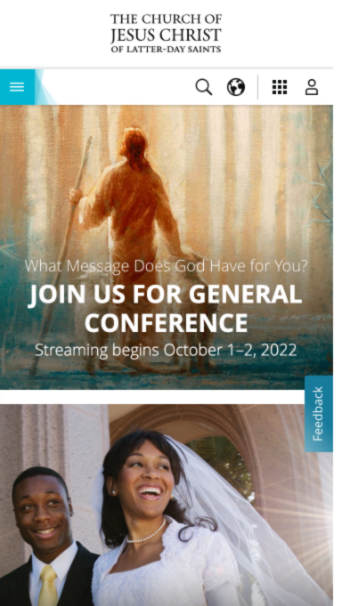 THE CHURCH OF
JESUS CHRIST
OF LATTER-DAY SAINTS
What Message Does God Have for You?
JOIN US FOR GENERAL
CONFERENCE
Streaming begins October 1–2, 2022
Feedback